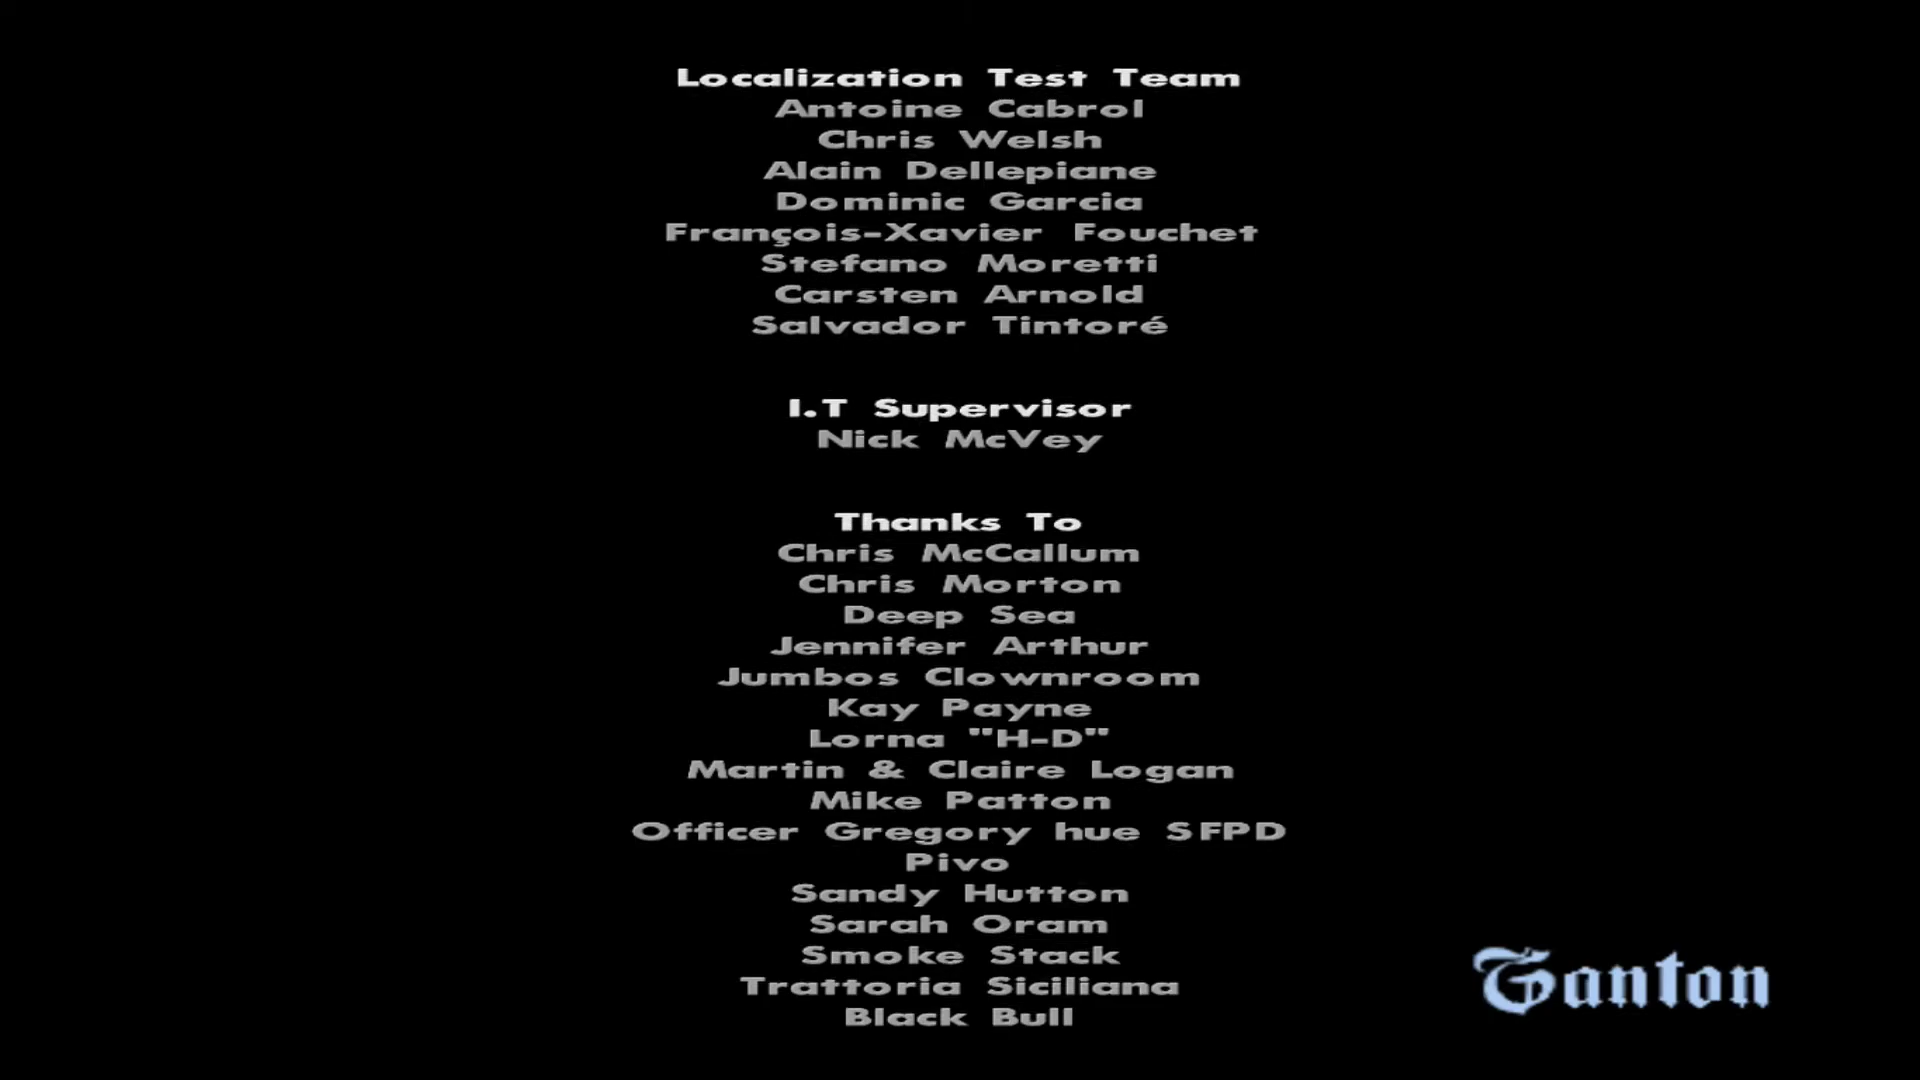 Localization Test Team
Antoine Cabrol
Chris Welsh
Alain Dellepiane
Dominic Garcia
François-Xavier Fouchet
Stefano Moretti
Carsten Arnold
Salvador Tintoré
I.T Supervisor
Nick McVey
Thanks To
Chris McCallum
Chris Morton
Deep Sea
Jennifer Arthur
Jumbos Clownroom
Kay Payne
Lorna "H-D"
Martin & Claire Logan
Mike Patton
Officer Gregory hue SFPD
Pivo
Sandy Hutton
Sarah Oram
Smoke Stack
Trattoria Siciliana
Black Bull
Ganton